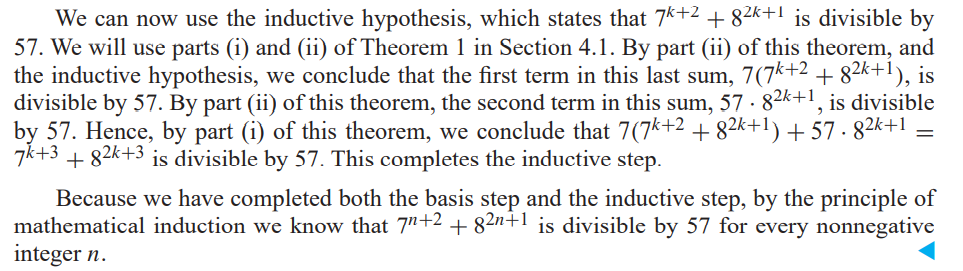 We can now use the inductive hypothesis, which states that 7^{k+2} + 8^{2k+1} is divisible by
57. We will use parts (i) and (ii) of Theorem 1 in Section 4.1. By part (ii) of this theorem, and
the inductive hypothesis, we conclude that the first term in this last sum, 7(7^{k+2} + 8^{2k+1}), is
divisible by 57. By part (ii) of this theorem, the second term in this sum, 57 · 8^{2k+1}, is divisible
by 57. Hence, by part (i) of this theorem, we conclude that 7(7^{k+2} + 8^{2k+1}) + 57 · 8^{2k+1} =
7^{k+3} + 8^{2k+3} is divisible by 57. This completes the inductive step.
Because we have completed both the basis step and the inductive step, by the principle of
mathematical induction we know that 7^{n+2} + 8^{2n+1} is divisible by 57 for every nonnegative
integer n.